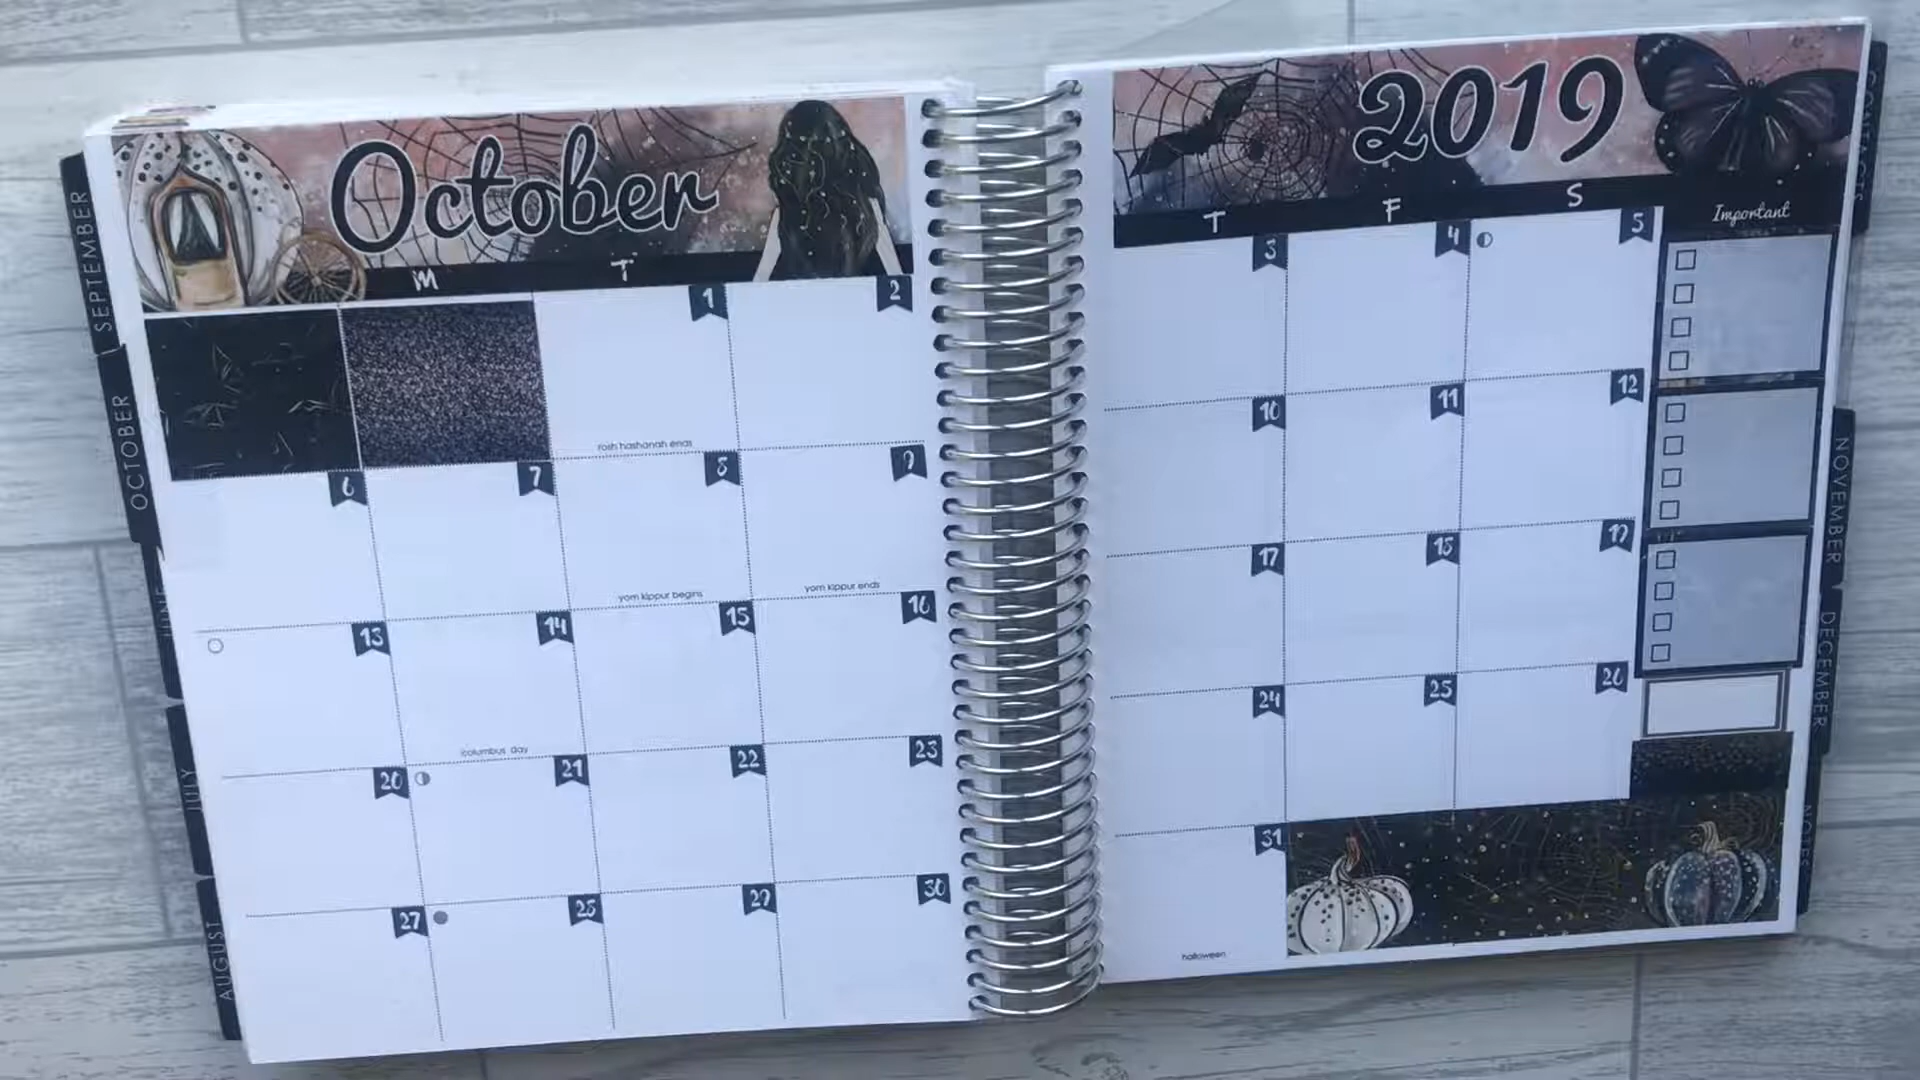 October
2019
M T
T F S
Important
1 2 3 4 5
rosh hashanah ends
6 7 8 9 10 11 12
yom kippur begins
yom kippur ends
13 14 15 16 17 18 19
columbus day
20 21 22 23 24 25 26
27 28 29 30 31
halloween
SEPTEMBER
OCTOBER
JUNE
JULY
AUGUST
CONTACTS
NOVEMBER
DECEMBER
NOTES